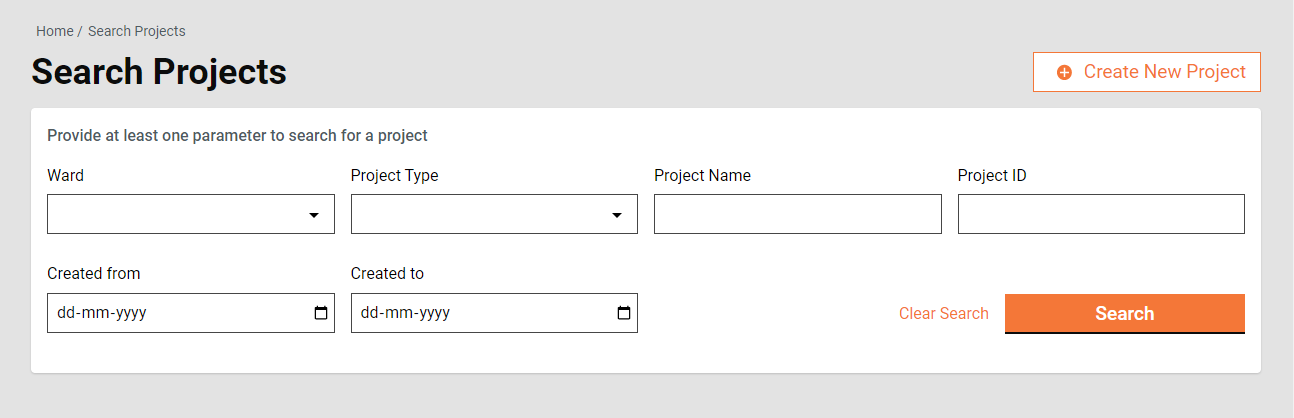 Home / Search Projects
Search Projects
Create New Project
Provide at least one parameter to search for a project
Ward
Project Type
Project Name
Project ID
Created from
Created to
dd-mm-yyyy
dd-mm-yyyy
Clear Search
Search